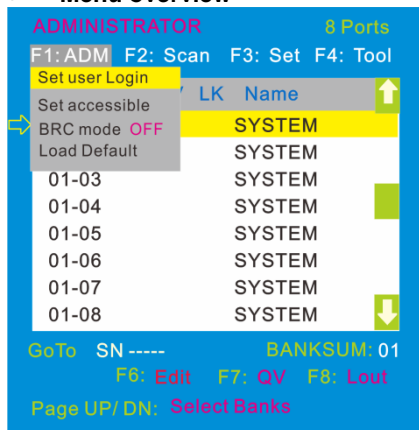 Menu Overview
ADMINISTRATOR 8 Ports
F1: ADM F2: Scan F3: Set F4: Tool
Set user Login
LK Name
Set accessible
BRC mode OFF SYSTEM
Load Default SYSTEM
01-03 SYSTEM
01-04 SYSTEM
01-05 SYSTEM
01-06 SYSTEM
01-07 SYSTEM
01-08 SYSTEM
GoTo SN ----- BANKSUM: 01
F6: Edit F7: QV F8: Lout
Page UP/ DN: Select Banks